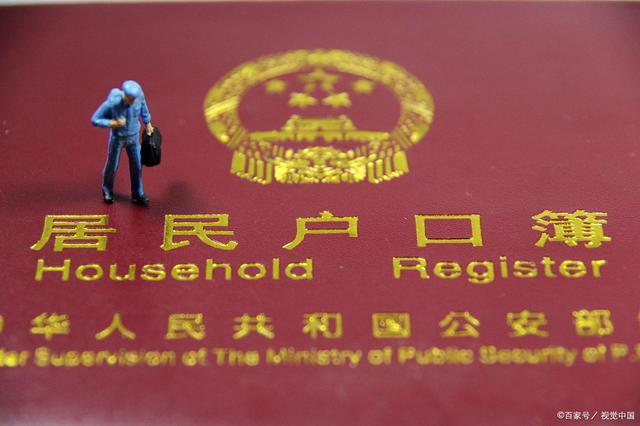 居民户口簿
Household Register
华人民共和国公安部
Supervision of The Ministry of Public Security of P.
©百家号／视觉中国